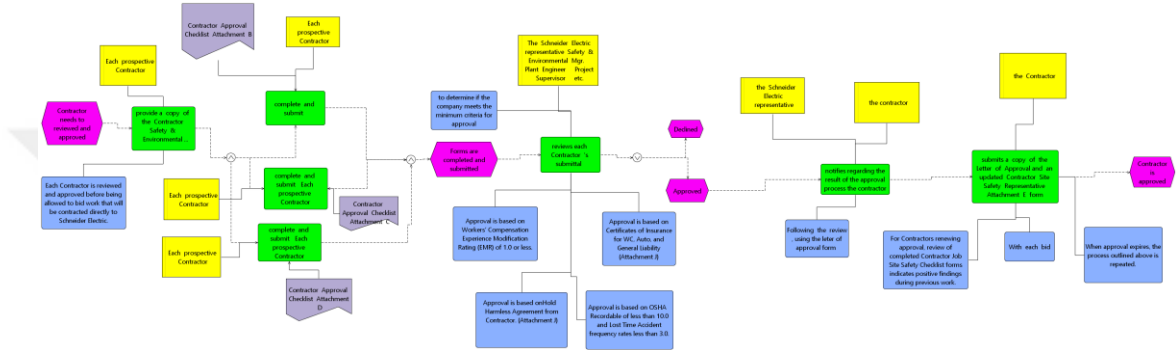 Contractor needs to reviewed and approved
Each prospective Contractor
provide a copy of the Contractor Safety & Environmental ..
Each Contractor is reviewed and approved before being allowed to bid work that will be contracted directly to Schneider Electric.
Contractor Approval Checklist Attachment B
Each prospective Contractor
complete and submit
Each prospective Contractor
complete and submit Each prospective Contractor
Contractor Approval Checklist Attachment C
Each prospective Contractor
complete and submit Each prospective Contractor
Contractor Approval Checklist Attachment D
Forms are completed and submitted
The Schneider Electric representative Safety & Environmental Mgr. Plant Engineer Project Supervisor etc.
to determine if the company meets the minimum criteria for approval
reviews each Contractor 's submittal
Approval is based on Workers' Compensation Experience Modification Rating (EMR) of 1.0 or less.
Approval is based on Certificates of Insurance for WC, Auto, and General Liability (Attachment J)
Approval is based onHold Harmless Agreement from Contractor. (Attachment J)
Approval is based on OSHA Recordable of less than 10.0 and Lost Time Accident frequency rates less than 3.0.
Declined
Approved
the Schneider Electric representative
the contractor
notifies regarding the result of the approval process the contractor
Following the review , using the leter of approval form
the Contractor
submits a copy of the Letter of Approval and an updated Contractor Site Safety Representative Attachment E form
For Contractors renewing approval, review of completed Contractor Job Site Safety Checklist forms indicates positive findings during previous work.
With each bid
When approval expires, the process outlined above is repeated.
Contractor is approved